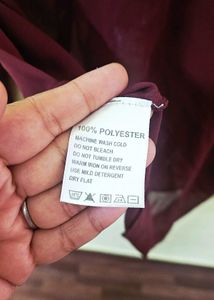 100% POLYESTER
MACHINE WASH COLD
DO NOT BLEACH
DO NOT TUMBLE DRY
WARM IRON ON REVERSE
USE MILD DETERGENT
DRY FLAT